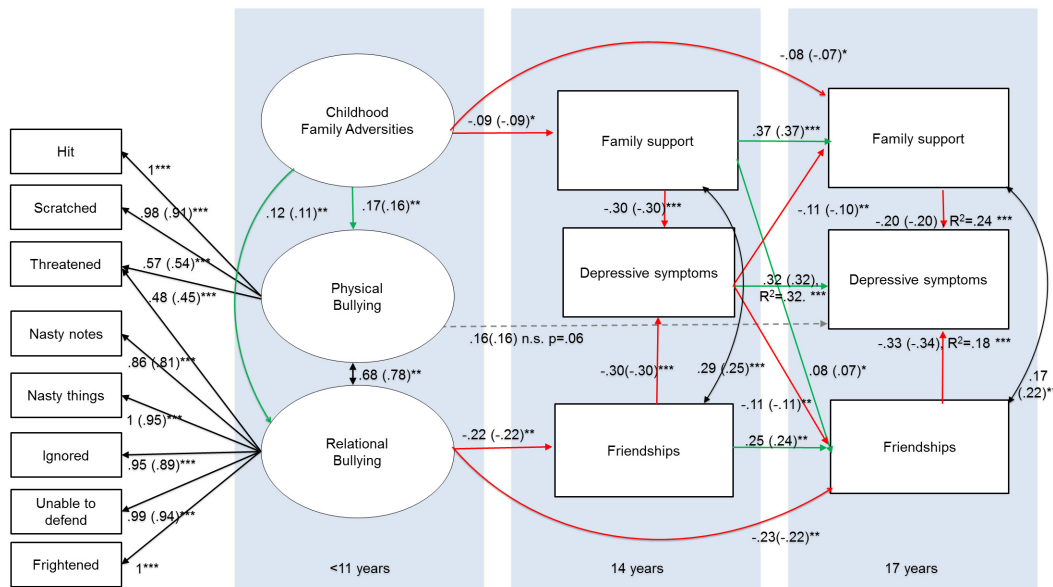 Childhood
Family Adversities
-.08 (-.07)*
-.09 (-.09)*
Family support
.37 (.37)***
Family support
Hit
1***
Scratched
.98 (.91)***
.12 (.11)**
.17(.16)**
-.30 (-.30)***
-.11 (-.10)**
-.20 (-.20) R²=.24 ***
Threatened
.57 (.54)***
.48 (.45)***
Physical
Bullying
Depressive symptoms
.32 (.32),
R²=.32. ***
Depressive symptoms
Nasty notes
.86 (.81)***
.16(.16) n.s. p=.06
-.33 (-.34), R²=.18 ***
.68 (.78)**
-.30(-.30)***
.29 (.25)***
.08 (.07)*
.17
(.22)**
Nasty things
1 (.95)***
-.11 (-.11)**
Relational
Bullying
-.22 (-.22)**
Friendships
.25 (.24)**
Friendships
Ignored
.95 (.89)***
Unable to
defend
.99 (.94)***
-.23(-.22)**
Frightened
1***
<11 years
14 years
17 years